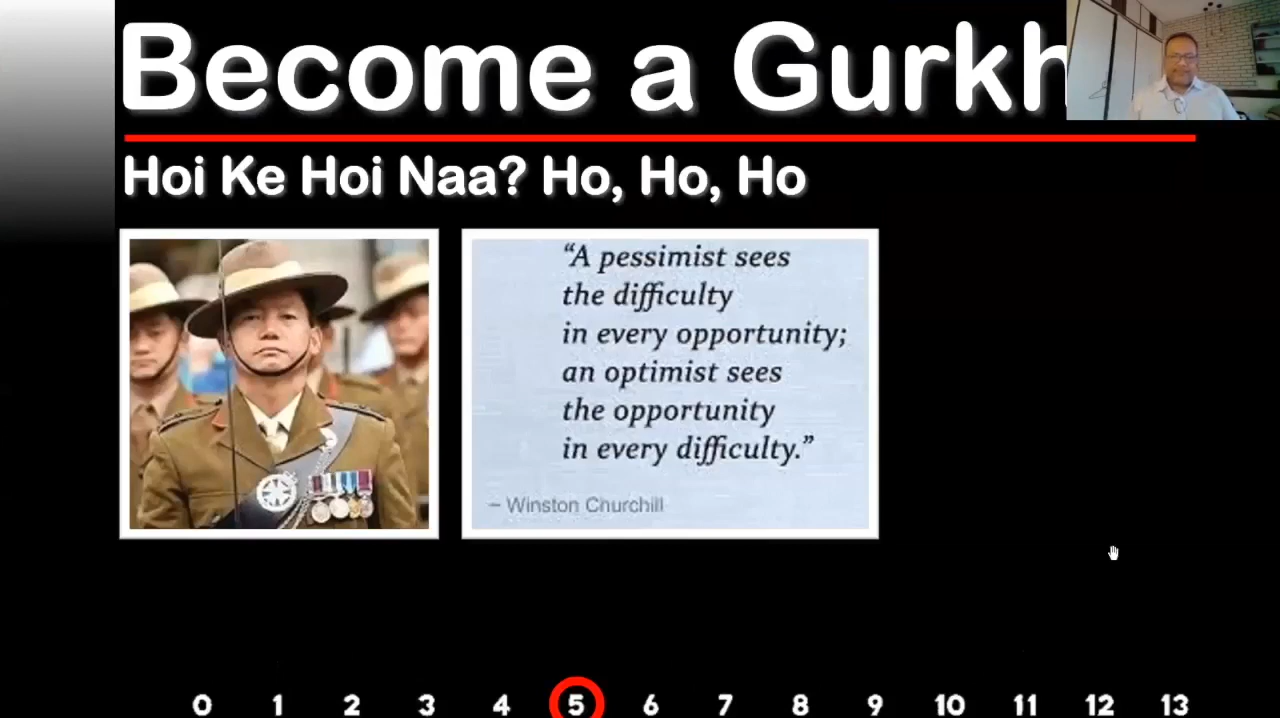 Become a Gurkh
Hoi Ke Hoi Naa? Ho, Ho, Ho
“A pessimist sees
the difficulty
in every opportunity;
an optimist sees
the opportunity
in every difficulty.”
– Winston Churchill
0 1 2 3 4 5 6 7 8 9 10 11 12 13